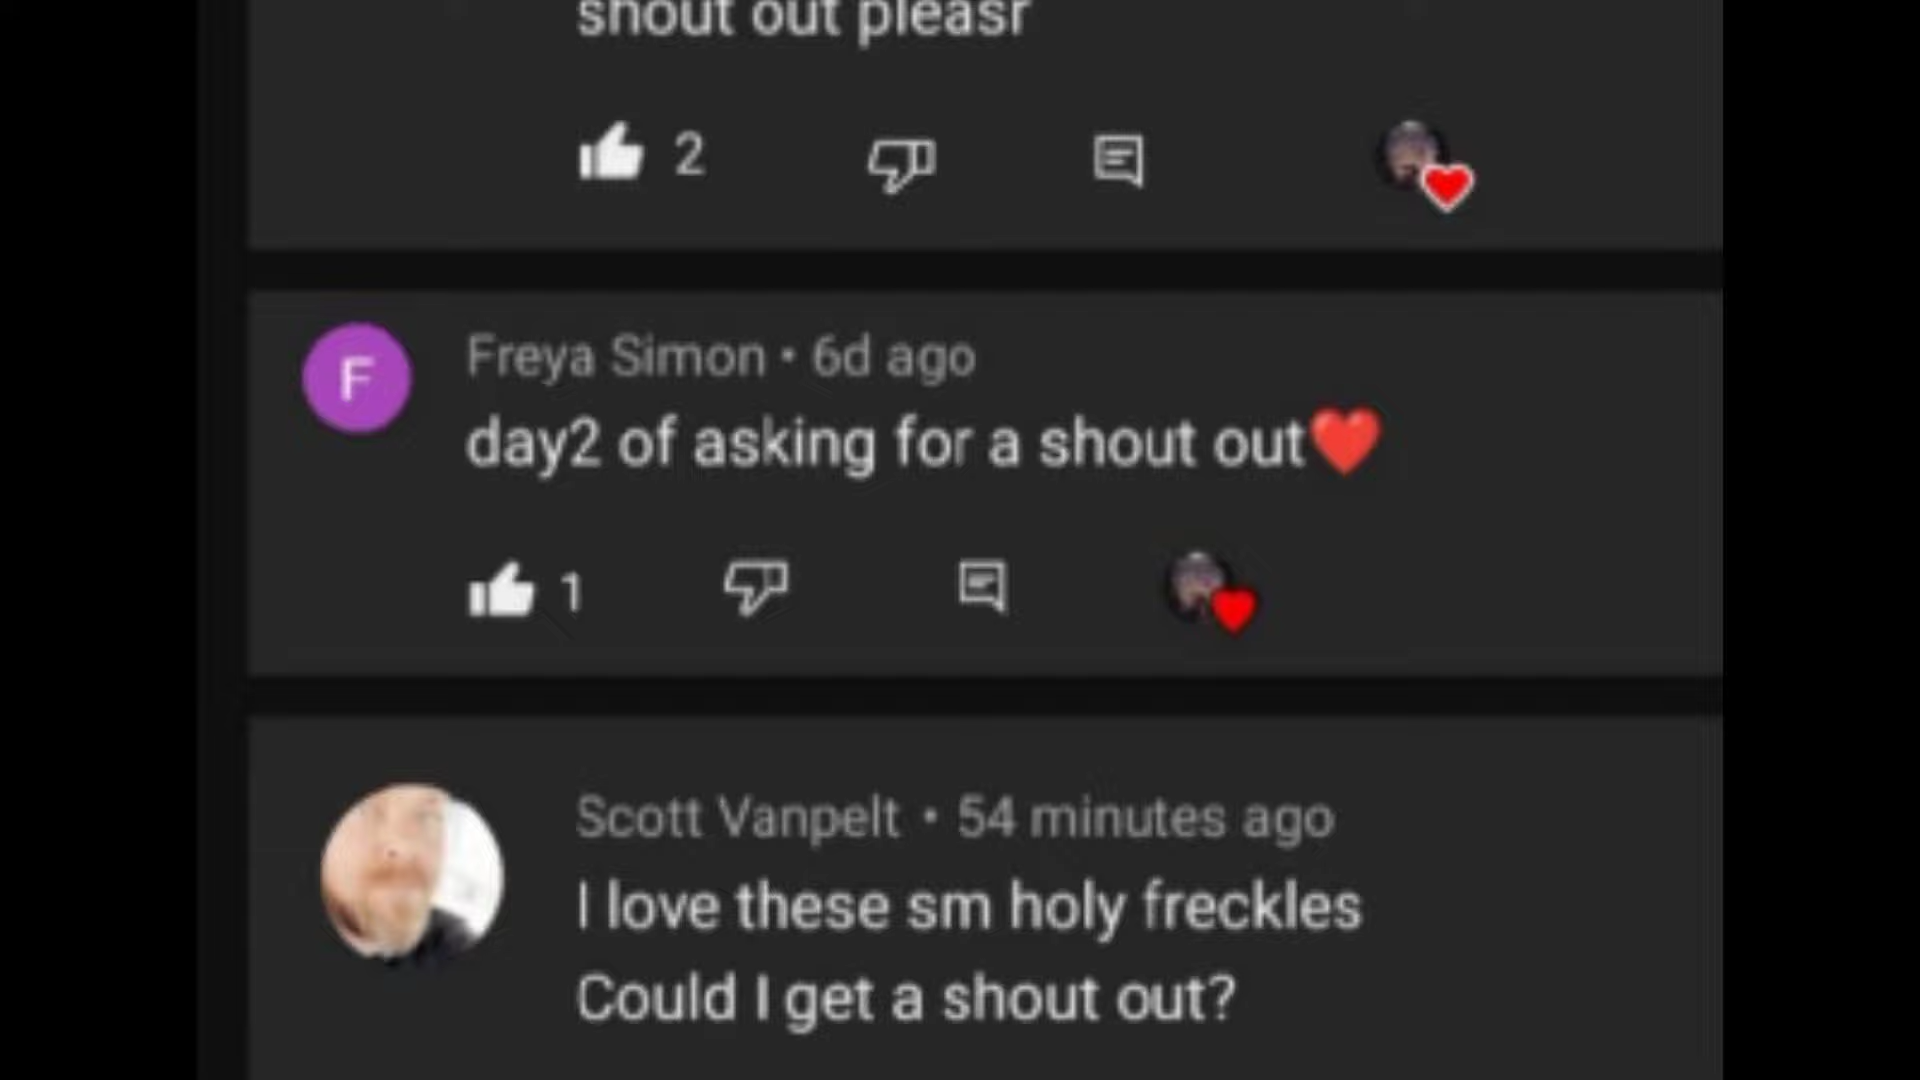 shout out pleasr
2
F
Freya Simon • 6d ago
day2 of asking for a shout out❤️
1
Scott Vanpelt • 54 minutes ago
I love these sm holy freckles
Could I get a shout out?